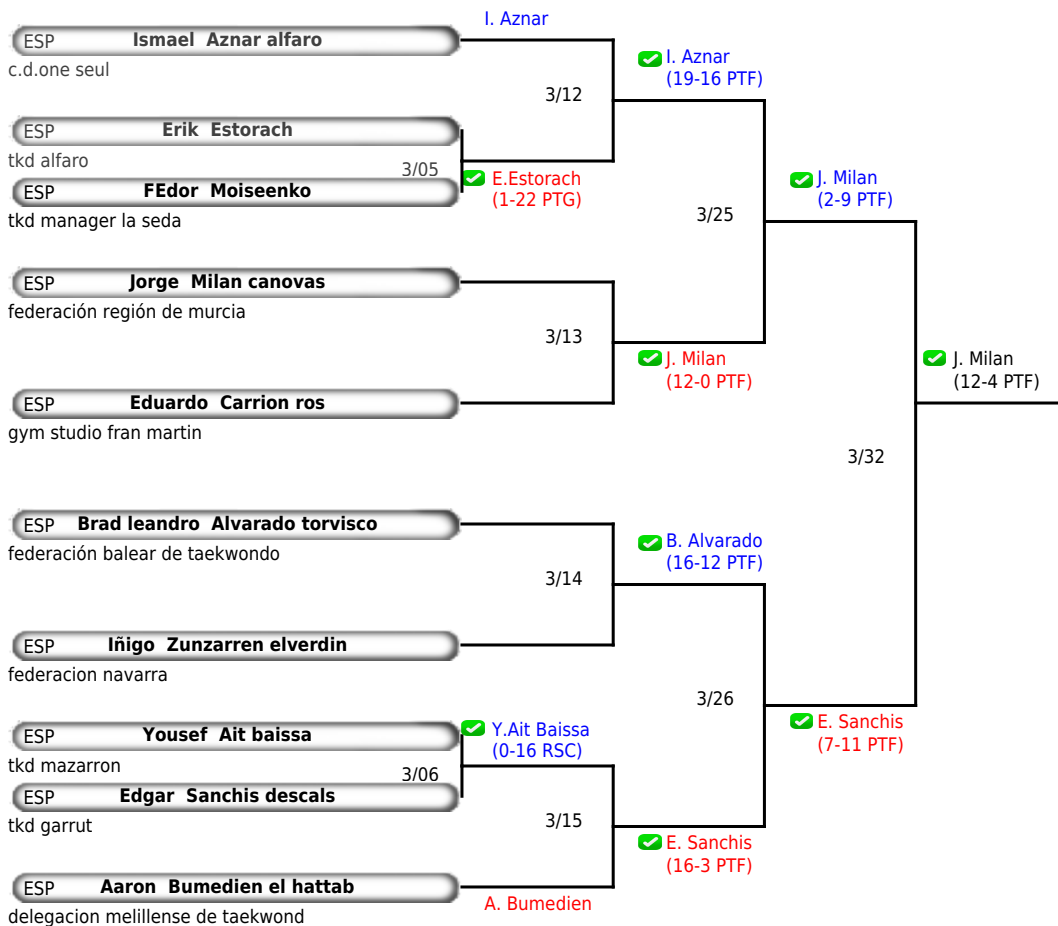 I. Aznar
ESP Ismael Aznar alfaro
c.d.one seul
I. Aznar
(19-16 PTF)
3/12
ESP Erik Estorach
tkd alfaro
3/05
E.Estorach
(1-22 PTG)
ESP FEdor Moiseenko
tkd manager la seda
J. Milan
(2-9 PTF)
3/25
ESP Jorge Milan canovas
federación región de murcia
3/13
J. Milan
(12-0 PTF)
J. Milan
(12-4 PTF)
ESP Eduardo Carrion ros
gym studio fran martin
3/32
ESP Brad leandro Alvarado torvisco
federación balear de taekwondo
B. Alvarado
(16-12 PTF)
3/14
ESP Iñigo Zunzarren elverdin
federacion navarra
3/26
E. Sanchis
(7-11 PTF)
ESP Yousef Ait baissa
tkd mazarron
Y.Ait Baissa
(0-16 RSC)
3/06
ESP Edgar Sanchis descals
tkd garrut
3/15
E. Sanchis
(16-3 PTF)
ESP Aaron Bumedien el hattab
delegacion melillense de taekwond
A. Bumedien